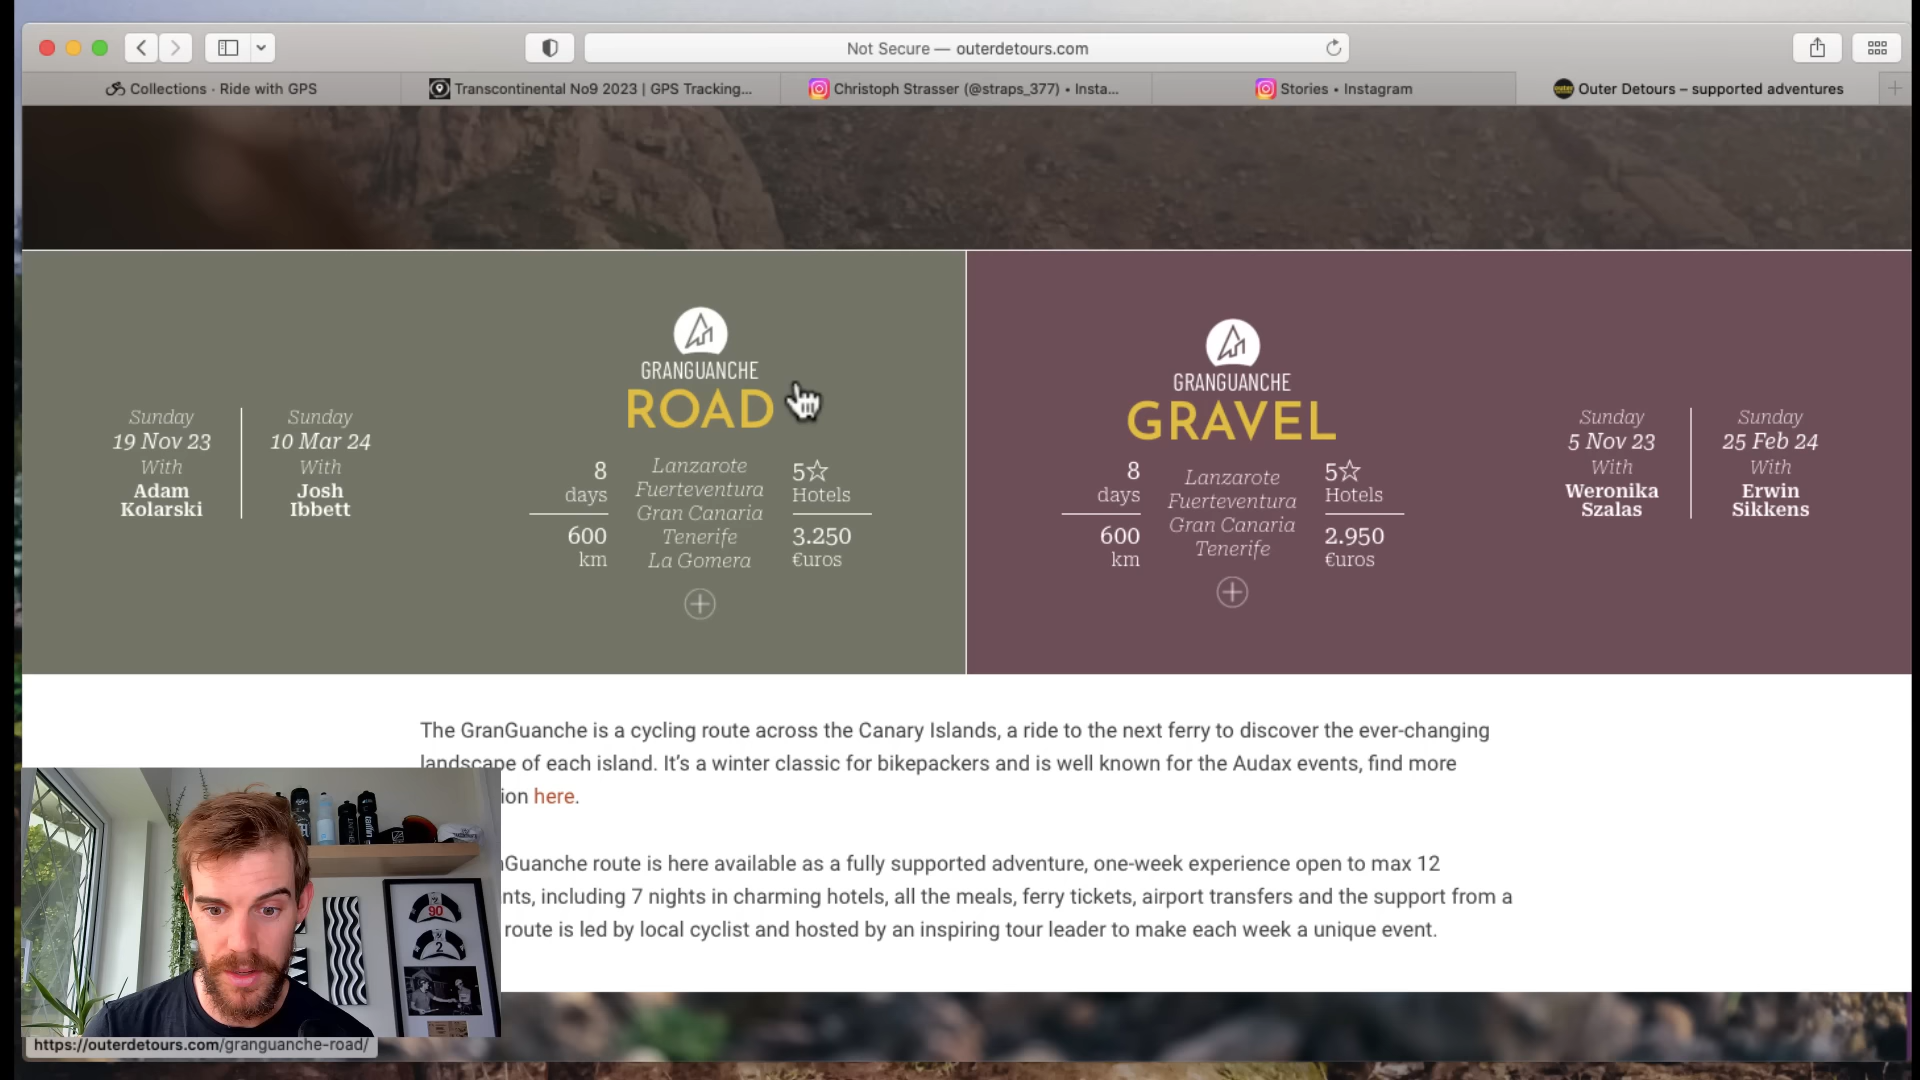 Not Secure — outerdetours.com
Collections · Ride with GPS
Transcontinental No9 2023 | GPS Tracking...
Christoph Strasser (@straps_377) • Insta...
Stories • Instagram
Outer Detours – supported adventures
Sunday
19 Nov 23
With
Adam
Kolarski
Sunday
10 Mar 24
With
Josh
Ibbett
GRANGUANCHE
ROAD
8
days
600
km
Lanzarote
Fuerteventura
Gran Canaria
Tenerife
La Gomera
5☆
Hotels
3.250
€uros
GRANGUANCHE
GRAVEL
8
days
600
km
Lanzarote
Fuerteventura
Gran Canaria
Tenerife
5☆
Hotels
2.950
€uros
Sunday
5 Nov 23
With
Weronika
Szalas
Sunday
25 Feb 24
With
Erwin
Sikkens
The GranGuanche is a cycling route across the Canary Islands, a ride to the next ferry to discover the ever-changing
landscape of each island. It's a winter classic for bikepackers and is well known for the Audax events, find more
ion here.
nGuanche route is here available as a fully supported adventure, one-week experience open to max 12
nts, including 7 nights in charming hotels, all the meals, ferry tickets, airport transfers and the support from a
route is led by local cyclist and hosted by an inspiring tour leader to make each week a unique event.
90
2
https://outerdetours.com/granguanche-road/